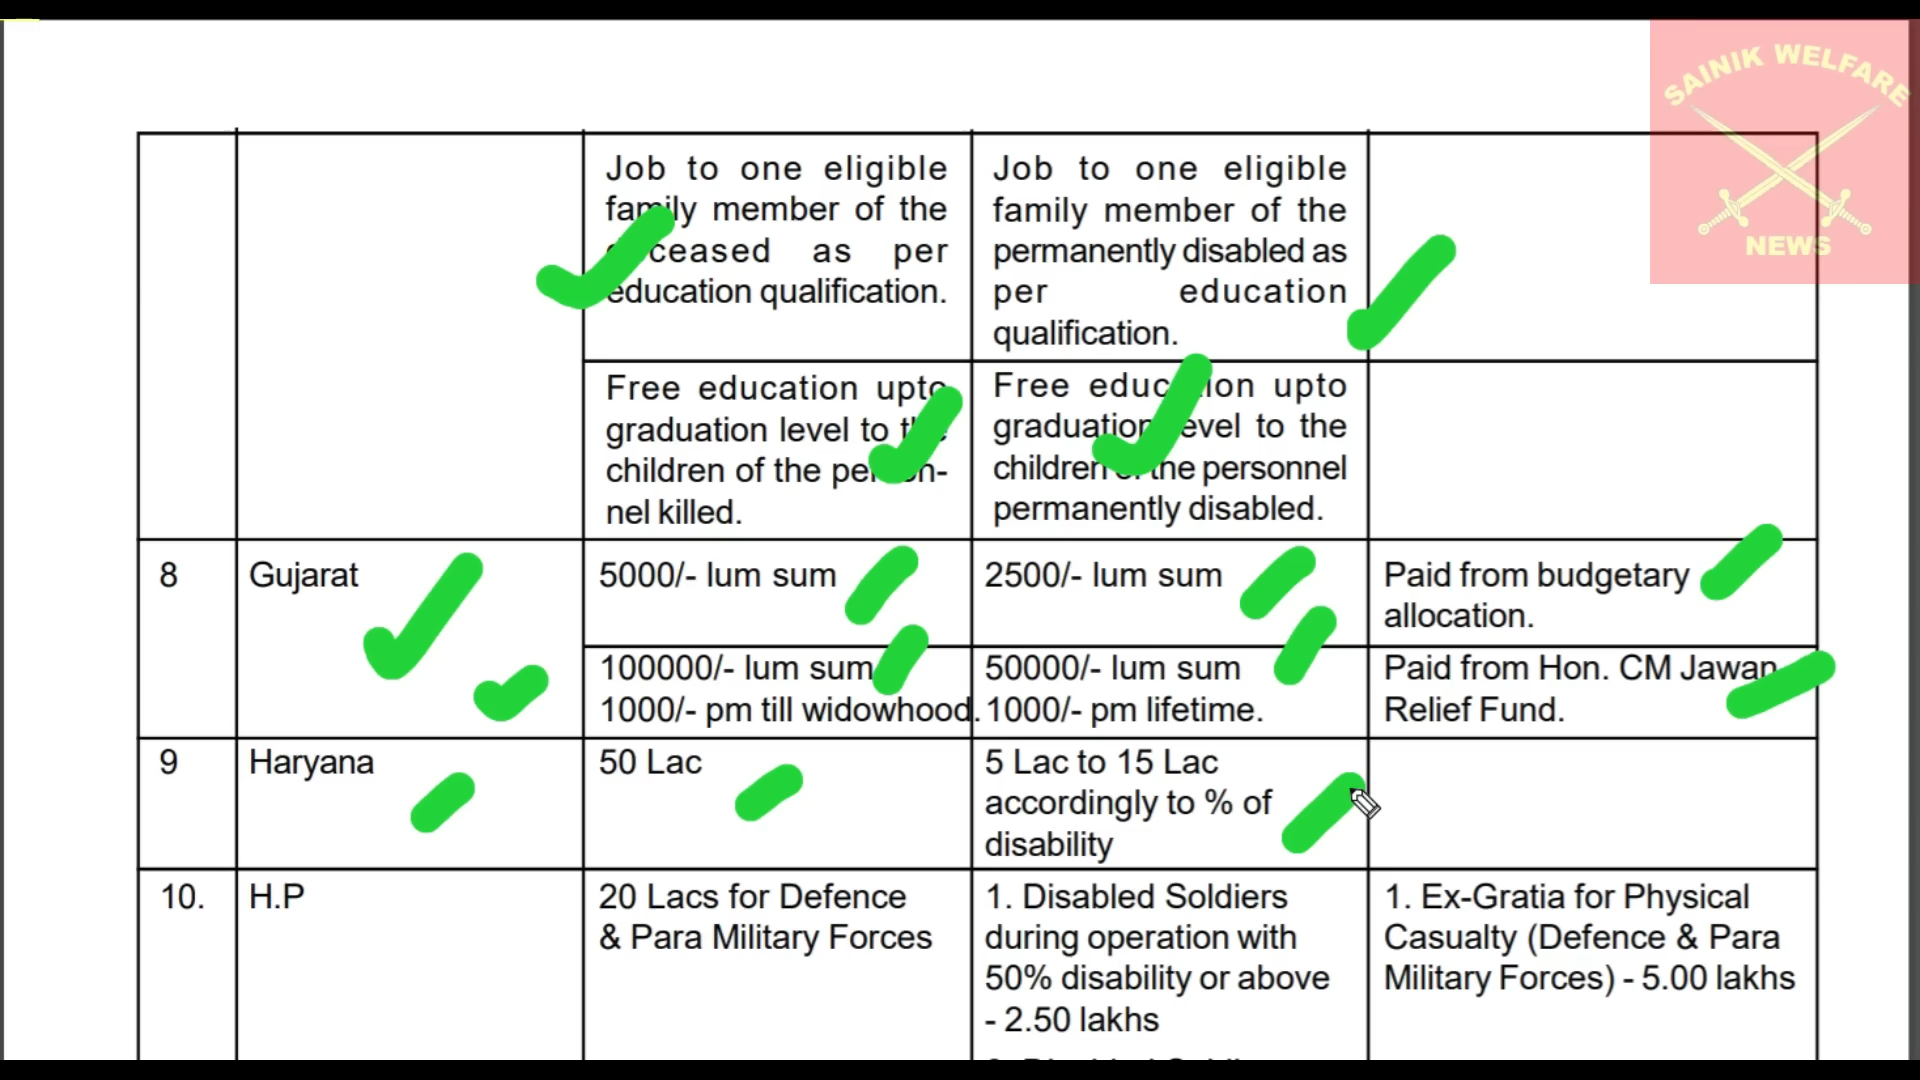 SAINIK WELFARE
NEWS
Job to one eligible
family member of the
deceased as per
education qualification.
Job to one eligible
family member of the
permanently disabled as
per education
qualification.
Free education upto
graduation level to the
children of the person-
nel killed.
Free education upto
graduation level to the
children of the personnel
permanently disabled.
8
Gujarat
5000/- lum sum
2500/- lum sum
Paid from budgetary
allocation.
100000/- lum sum
1000/- pm till widowhood.
50000/- lum sum
1000/- pm lifetime.
Paid from Hon. CM Jawan
Relief Fund.
9
Haryana
50 Lac
5 Lac to 15 Lac
accordingly to % of
disability
10.
H.P
20 Lacs for Defence
& Para Military Forces
1. Disabled Soldiers
during operation with
50% disability or above
- 2.50 lakhs
1. Ex-Gratia for Physical
Casualty (Defence & Para
Military Forces) - 5.00 lakhs